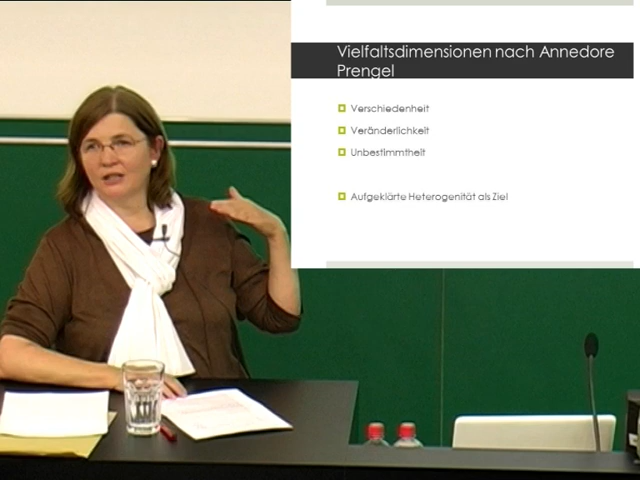 Vielfaltsdimensionen nach Annedore
Prengel
Verschiedenheit
Veränderlichkeit
Unbestimmtheit
Aufgeklärte Heterogenität als Ziel